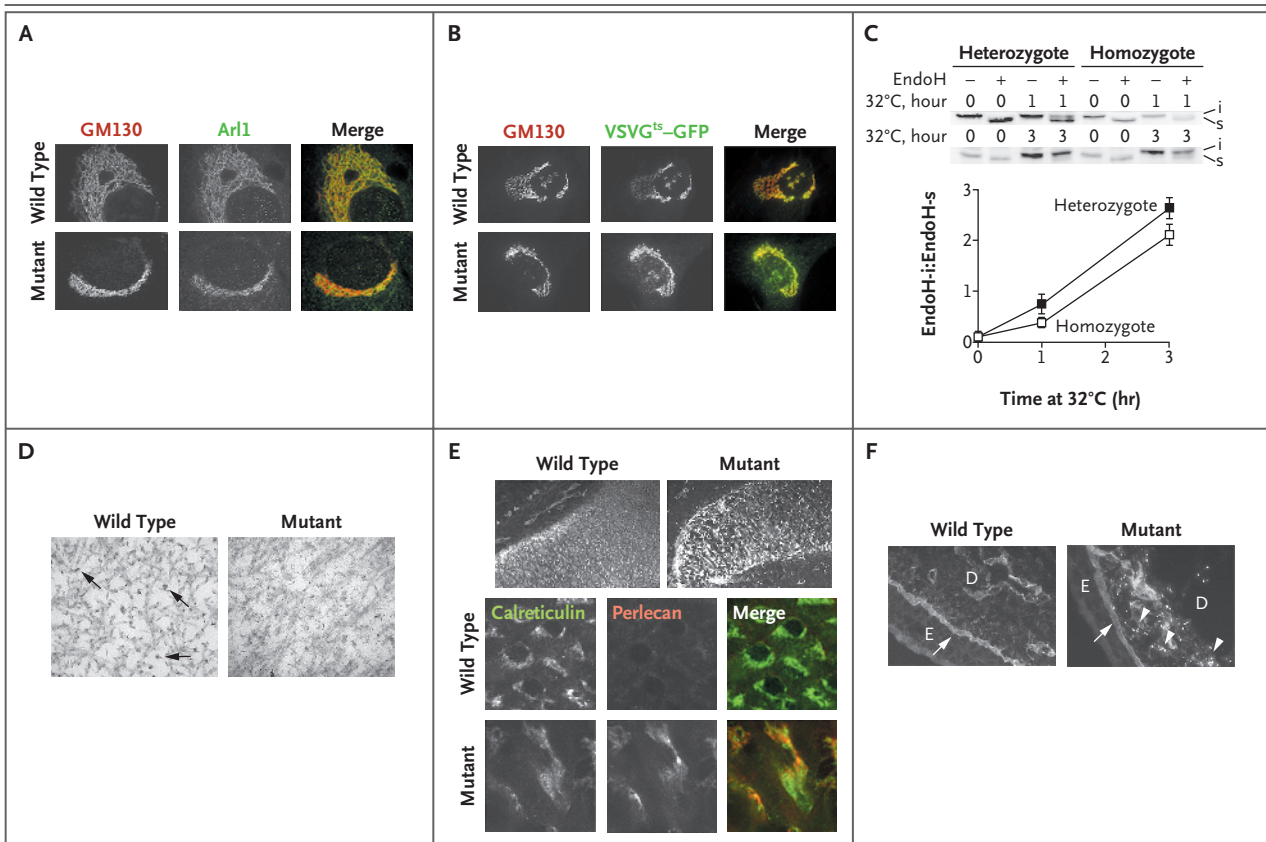 A
GM130 Arl1 Merge
Wild Type
Mutant
B
GM130 VSVGᵗˢ–GFP Merge
Wild Type
Mutant
C
Heterozygote Homozygote
EndoH – + – + – + – +
32°C, hour 0 0 1 1 0 0 1 1
i
s
32°C, hour 0 0 3 3 0 0 3 3
i
s
EndoH-i:EndoH-s
3
2
1
0
Heterozygote
Homozygote
0 1 2 3
Time at 32°C (hr)
D
Wild Type Mutant
E
Wild Type Mutant
Calreticulin Perlecan Merge
Wild Type
Mutant
F
Wild Type Mutant
D
E
E
D